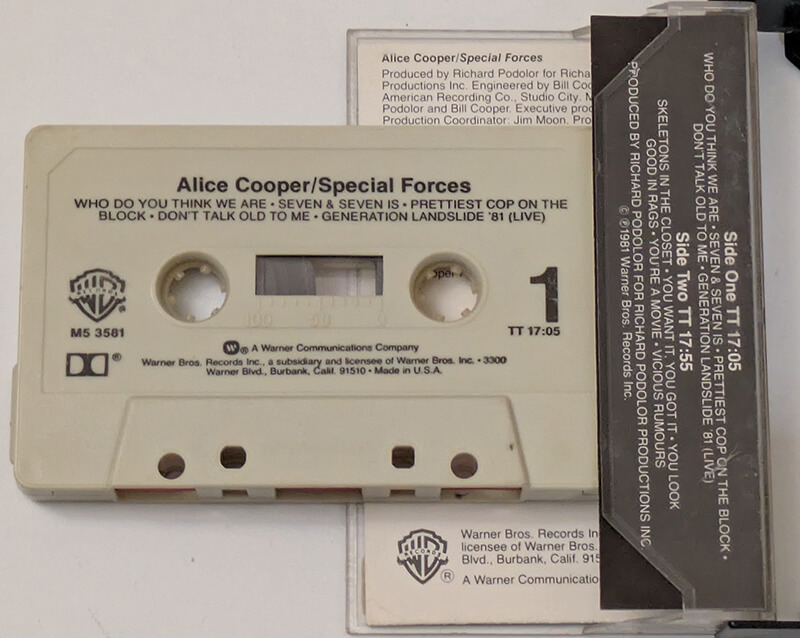 Alice Cooper/Special Forces
Produced by Richard Podolor for Richa
Productions Inc. Engineered by Bill Coo
American Recording Co., Studio City.
Podolor and Bill Cooper. Executive prod
Production Coordinator: Jim Moon. Pro
Alice Cooper/Special Forces
WHO DO YOU THINK WE ARE • SEVEN & SEVEN IS • PRETTIEST COP ON THE
BLOCK • DON'T TALK OLD TO ME • GENERATION LANDSLIDE '81 (LIVE)
WB
RECORDS
M5 3581
1
TT 17:05
100 50 0
® A Warner Communications Company
Warner Bros. Records Inc., a subsidiary and licensee of Warner Bros. Inc. • 3300
Warner Blvd., Burbank, Calif. 91510 • Made in U.S.A.
Side One TT 17:05
WHO DO YOU THINK WE ARE • SEVEN & SEVEN IS • PRETTIEST COP ON THE BLOCK •
DON'T TALK OLD TO ME • GENERATION LANDSLIDE '81 (LIVE)
Side Two TT 17:55
SKELETONS IN THE CLOSET • YOU WANT IT, YOU GOT IT • YOU LOOK
GOOD IN RAGS • YOU'RE A MOVIE • VICIOUS RUMOURS
PRODUCED BY RICHARD PODOLOR FOR RICHARD PODOLOR PRODUCTIONS INC.
© ℗ 1981 Warner Bros. Records Inc.
WB
RECORDS
®
Warner Bros. Records In
licensee of Warner Bros.
Blvd., Burbank, Calif. 915
A Warner Communicatio